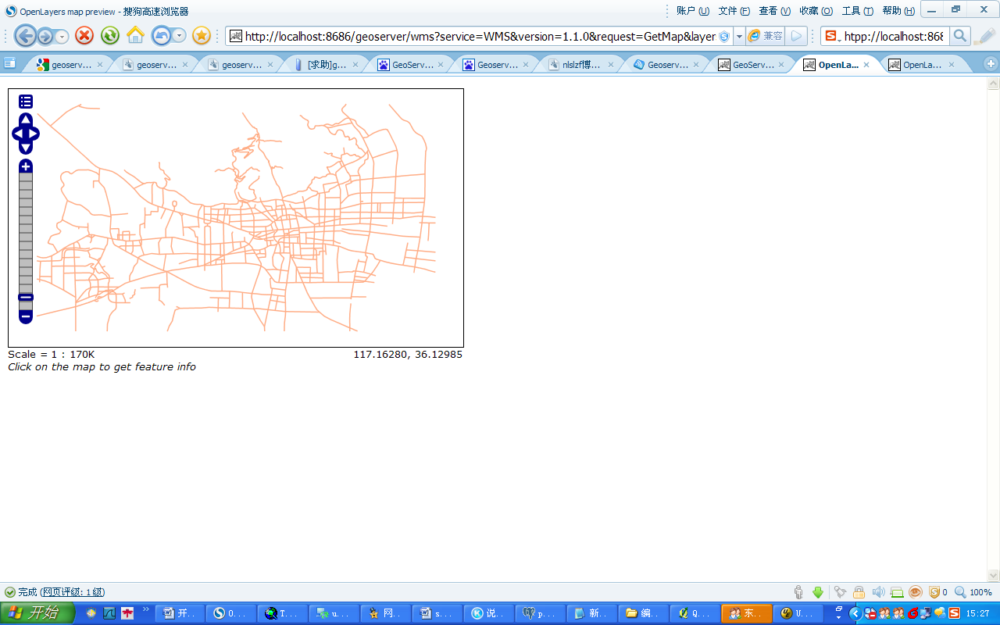 OpenLayers map preview - 搜狗高速浏览器
账户 (U) 文件 (F) 查看 (V) 收藏 (O) 工具 (T) 帮助 (H)
http://localhost:8686/geoserver/wms?service=WMS&version=1.1.0&request=GetMap&layer
兼容
htpp://localhost:868
geoserv... geoserv... geoserv... [求助]g... GeoServ... Geoserv... nlslzf博... Geoserv... GeoServ... OpenLa... OpenLa...
Scale = 1 : 170K
117.16280, 36.12985
Click on the map to get feature info
完成 (网页评级: 1级)
0
100%
开始
开.. O... T... u... 网.. s... 说.. p... 新.. 编.. Q... 东.. U...
15:27